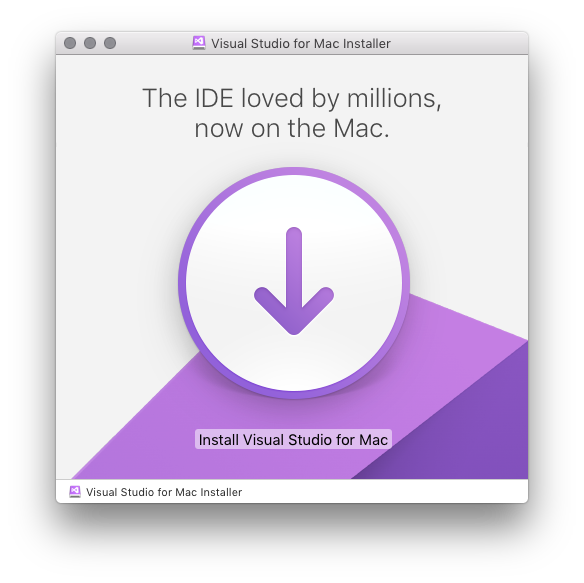 Visual Studio for Mac Installer
The IDE loved by millions,
now on the Mac.
Install Visual Studio for Mac
Visual Studio for Mac Installer